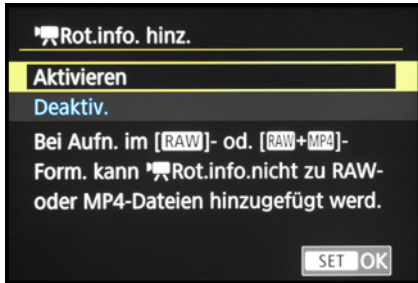 Rot.info. hinz.
Aktivieren
Deaktiv.
Bei Aufn. im [RAW]- od. [RAW+MP4]-
Form. kann Rot.info.nicht zu RAW-
oder MP4-Dateien hinzugefügt werd.
SET OK